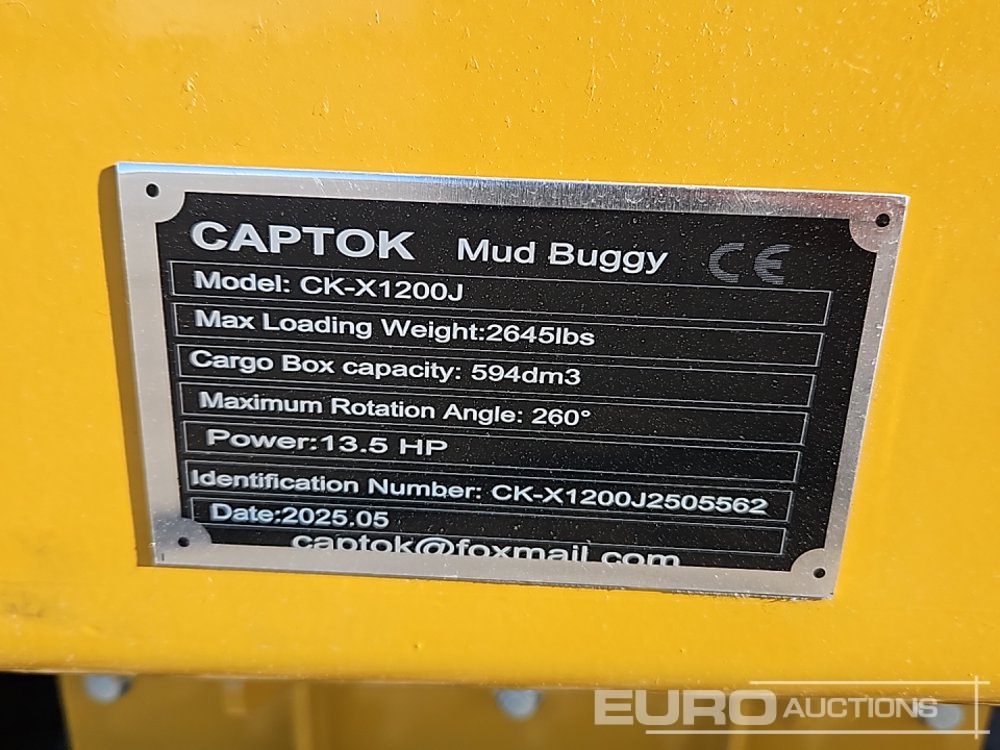 CAPTOK Mud Buggy CE
Model: CK-X1200J
Max Loading Weight:2645lbs
Cargo Box capacity: 594dm3
Maximum Rotation Angle: 260°
Power:13.5 HP
Identification Number: CK-X1200J2505562
Date:2025.05
captok@foxmail.com
EURO AUCTIONS